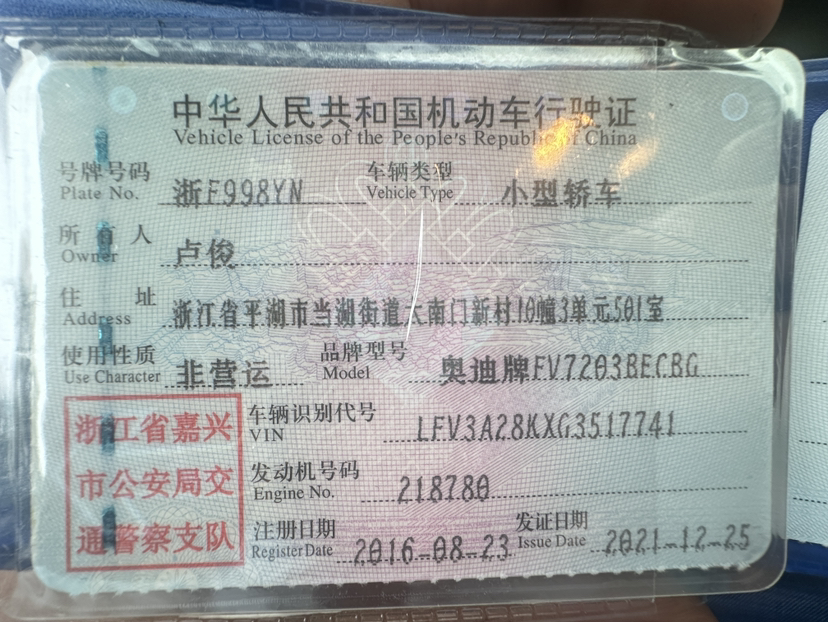 中华人民共和国机动车行驶证
Vehicle License of the People's Republic of China
号牌号码 浙F998YN 车辆类型 小型轿车
Plate No. Vehicle Type
所有人 卢俊
Owner
住址 浙江省平湖市当湖街道大南门新村10幢3单元501室
Address
使用性质 非营运 品牌型号 奥迪牌FV7203BECBG
Use Character Model
浙江省嘉兴
市公安局交
通警察支队
车辆识别代号 LFV3A28KXG3517741
VIN
发动机号码 218780
Engine No.
注册日期 2016-08-23 发证日期 2021-12-25
Register Date Issue Date